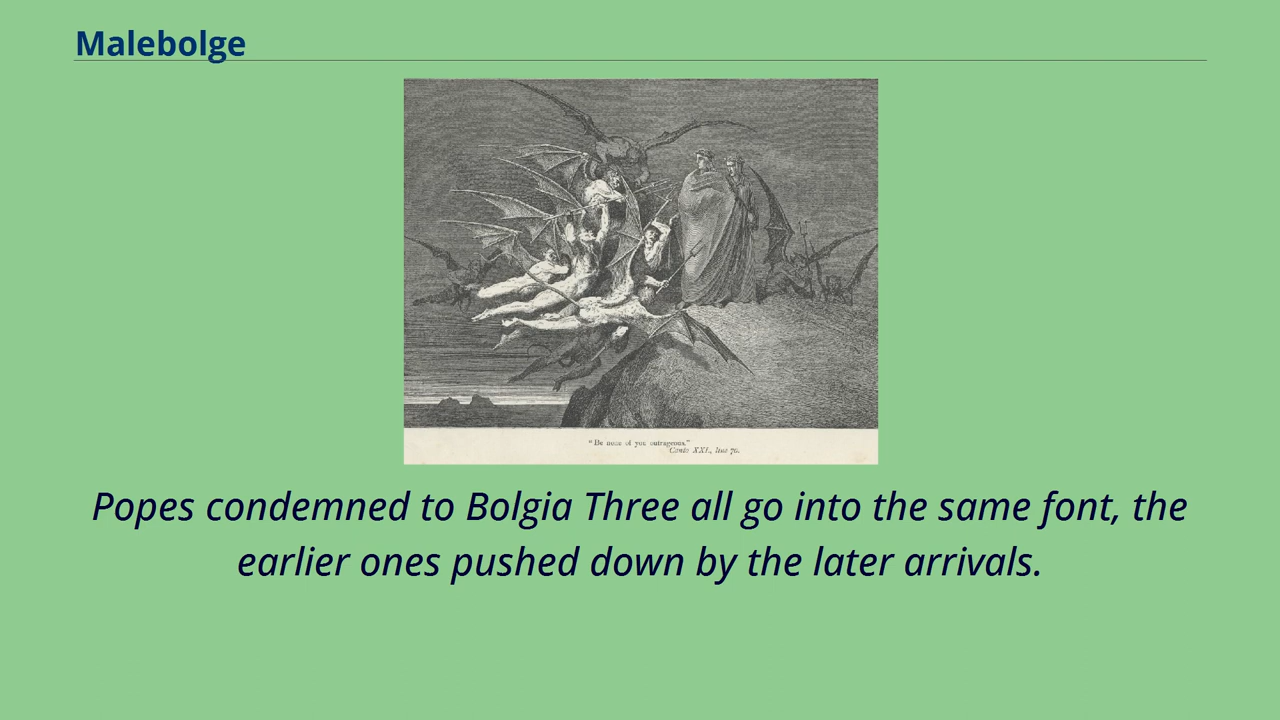 Malebolge
"Be none of you outrageous."
Canto XXI., line 70.
Popes condemned to Bolgia Three all go into the same font, the
earlier ones pushed down by the later arrivals.